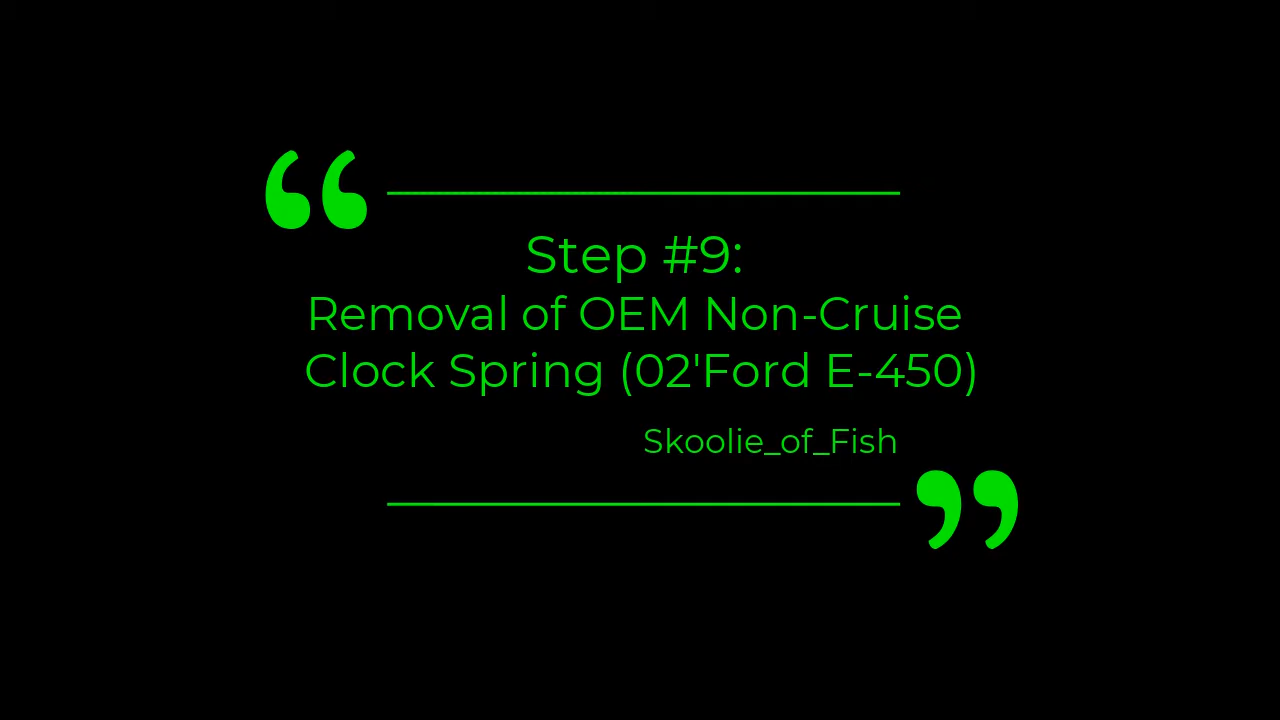 Step #9:
Removal of OEM Non-Cruise
Clock Spring (02'Ford E-450)
Skoolie_of_Fish